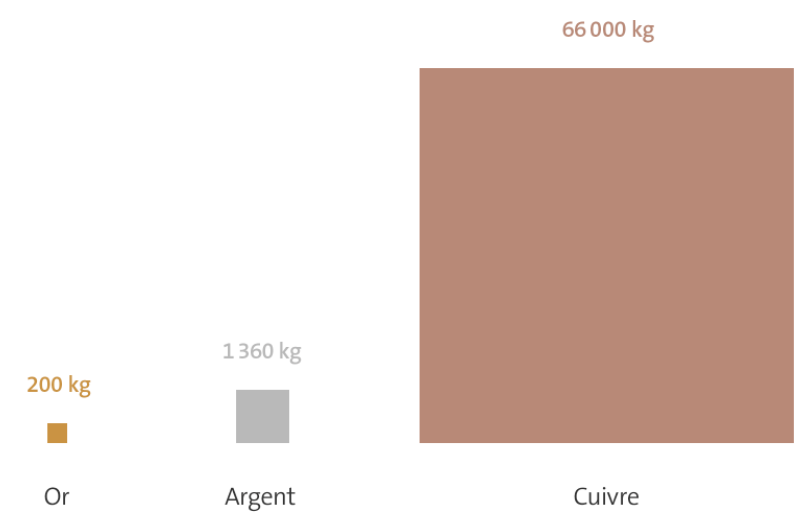 66 000 kg
1 360 kg
200 kg
Or
Argent
Cuivre